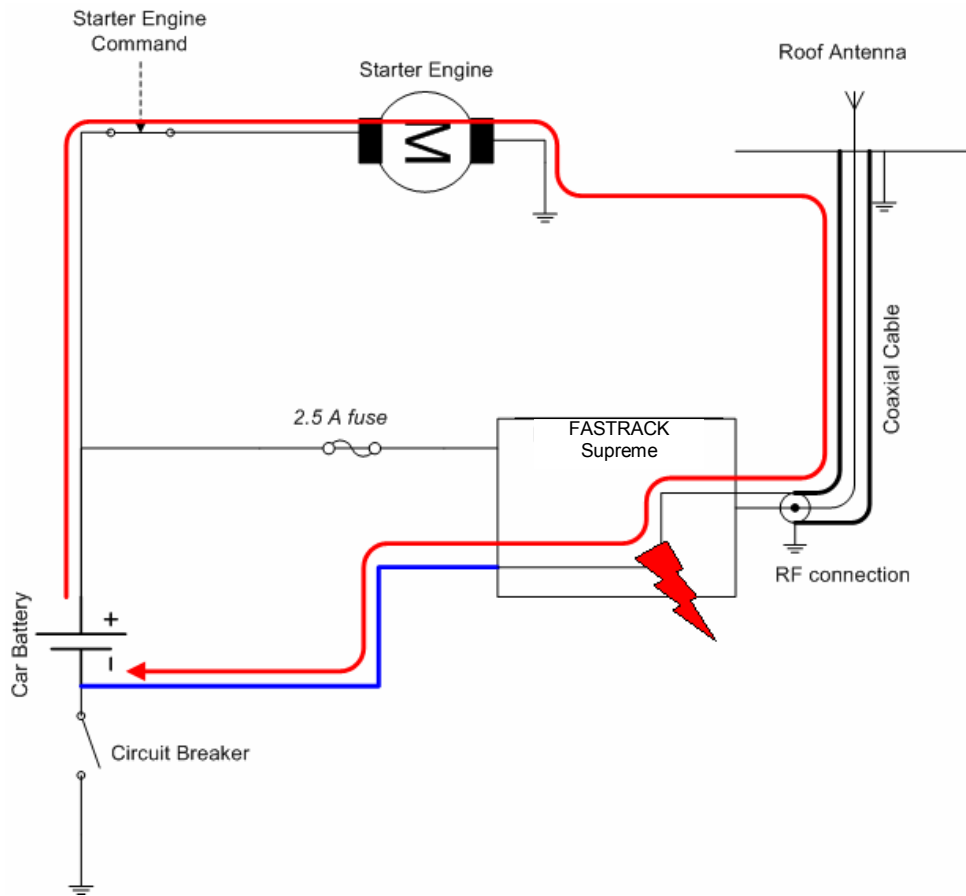 Starter Engine
Command
Starter Engine
Roof Antenna
M
Coaxial Cable
2.5 A fuse
FASTRACK
Supreme
RF connection
Car Battery
+
–
Circuit Breaker